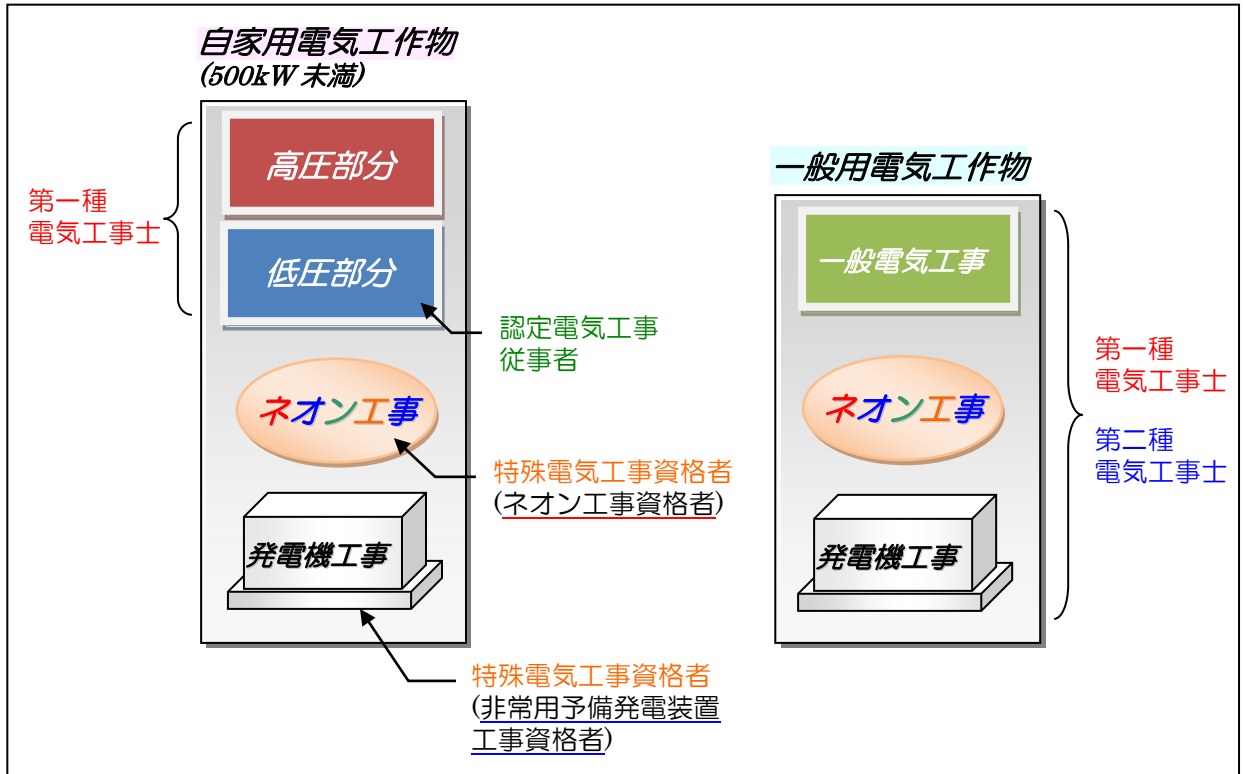 自家用電気工作物
(500kW 未満)
高圧部分
第一種
電気工事士
低圧部分
認定電気工事
従事者
ネオン工事
特殊電気工事資格者
(ネオン工事資格者)
発電機工事
特殊電気工事資格者
(非常用予備発電装置
工事資格者)
一般用電気工作物
一般電気工事
ネオン工事
発電機工事
第一種
電気工事士
第二種
電気工事士